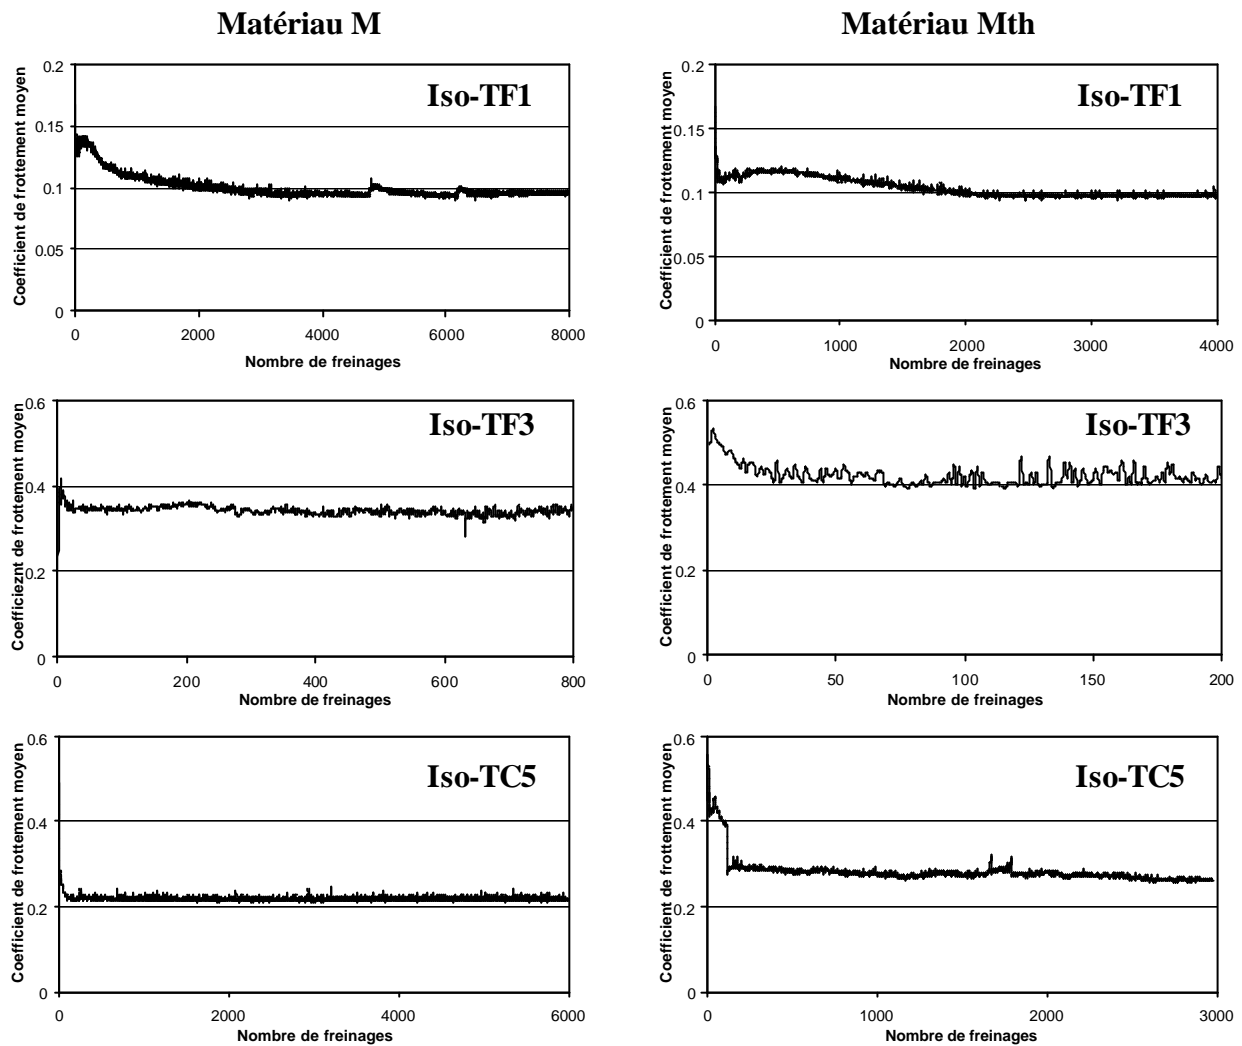 Matériau M
Matériau Mth
Iso-TF1
Coefficient de frottement moyen
0.2
0.15
0.1
0.05
0
0 2000 4000 6000 8000
Nombre de freinages
Iso-TF1
Coefficient de frottement moyen
0.2
0.15
0.1
0.05
0
0 1000 2000 3000 4000
Nombre de freinages
Iso-TF3
Coefficieznt de frottement moyen
0.6
0.4
0.2
0
0 200 400 600 800
Nombre de freinages
Iso-TF3
Coefficient de frottement moyen
0.6
0.4
0.2
0
0 50 100 150 200
Nombre de freinages
Iso-TC5
Coefficient de frottement moyen
0.6
0.4
0.2
0
0 2000 4000 6000
Nombre de freinages
Iso-TC5
Coefficient de frottement moyen
0.6
0.4
0.2
0
0 1000 2000 3000
Nombre de freinages